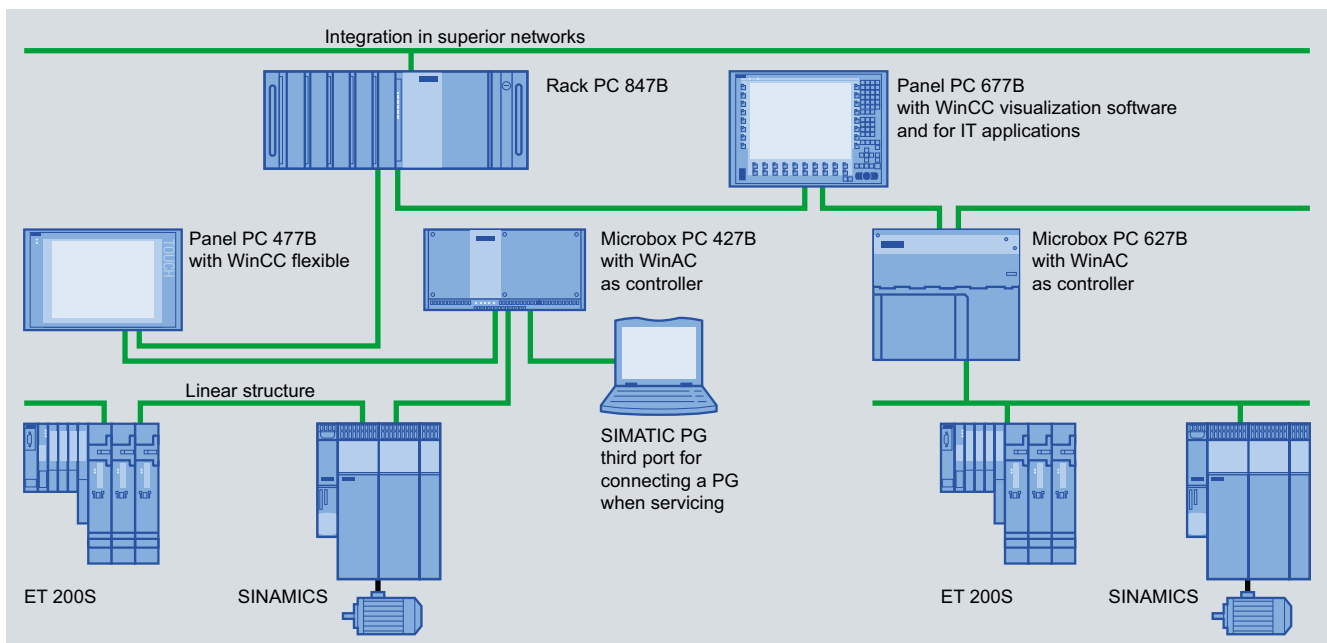 Integration in superior networks
Rack PC 847B
Panel PC 677B
with WinCC visualization software
and for IT applications
Panel PC 477B
with WinCC flexible
TOUCH
Microbox PC 427B
with WinAC
as controller
Microbox PC 627B
with WinAC
as controller
Linear structure
SIMATIC PG
third port for
connecting a PG
when servicing
ET 200S
SINAMICS
ET 200S
SINAMICS